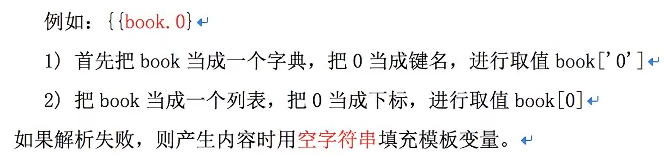 例如:{{book.0}
1) 首先把 book 当成一个字典，把 0 当成键名，进行取值 book['0']
2) 把 book 当成一个列表，把 0 当成下标，进行取值 book[0]
如果解析失败，则产生内容时用空字符串填充模板变量。